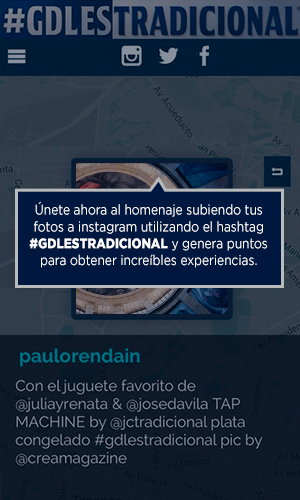 #GDLESTRADICIONAL
Av Acueducto
Únete ahora al homenaje subiendo tus
fotos a instagram utilizando el hashtag
#GDLESTRADICIONAL y genera puntos
para obtener increíbles experiencias.
paulorendain
Con el juguete favorito de
@juliayrenata & @josedavila TAP
MACHINE by @jctradicional plata
congelado #gdlestradicional pic by
@creamagazine